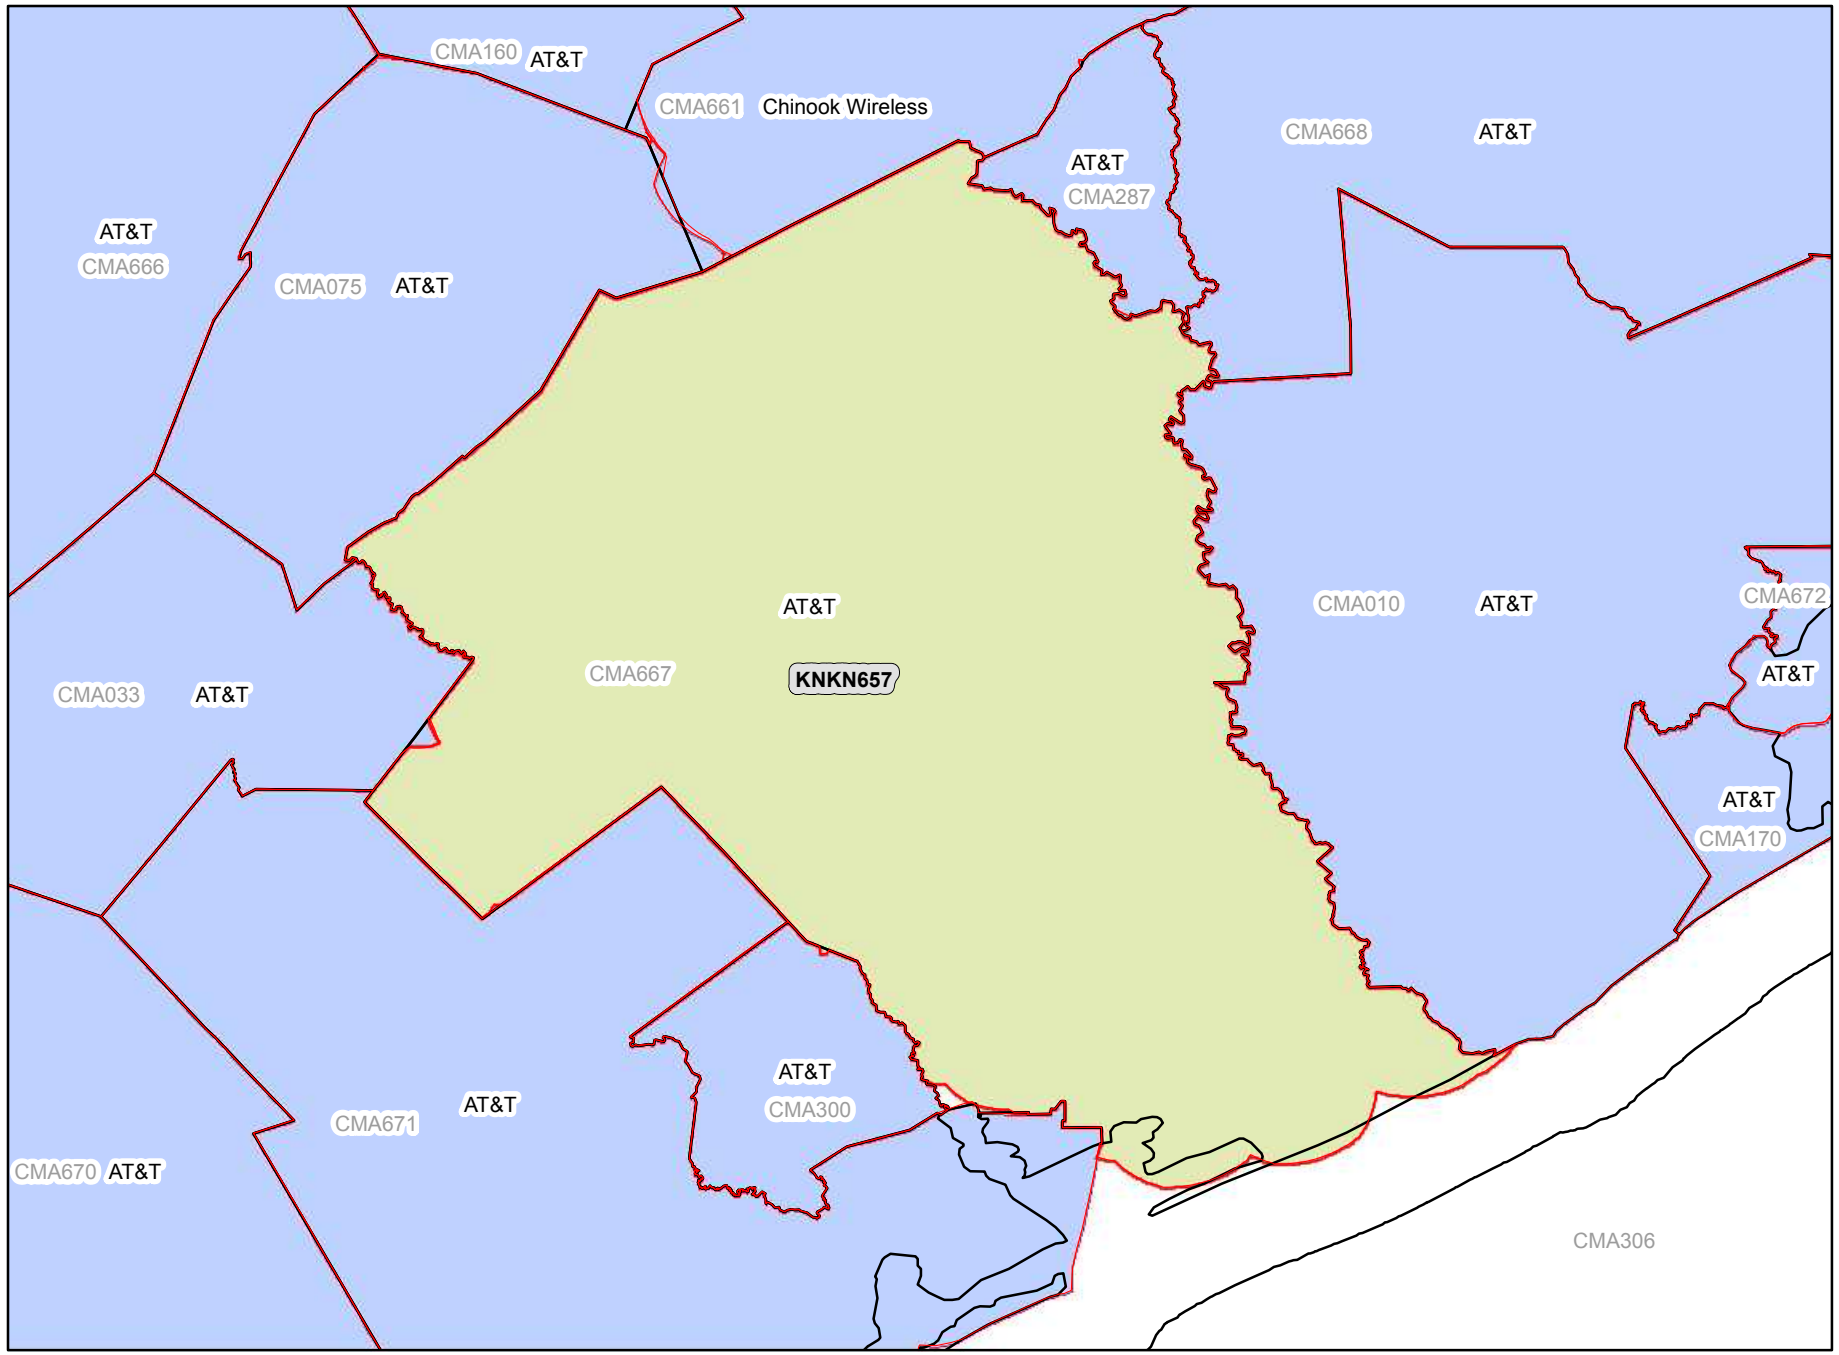 CMA160 AT&T
CMA661 Chinook Wireless
CMA668 AT&T
AT&T
CMA287
AT&T
CMA666
CMA075 AT&T
AT&T
CMA667
KNKN657
CMA010 AT&T
CMA672
AT&T
CMA033 AT&T
AT&T
CMA170
AT&T
CMA300
CMA671 AT&T
CMA670 AT&T
CMA306